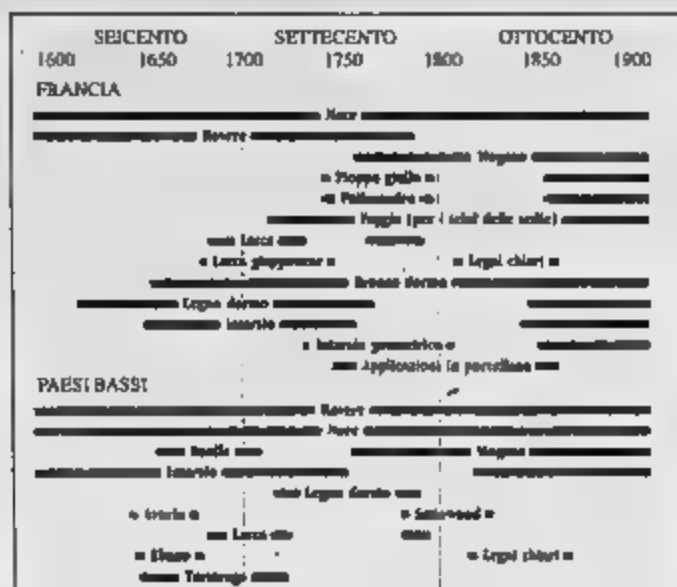 SEICENTO SETTECENTO OTTOCENTO
1600 1650 1700 1750 1800 1850 1900
FRANCIA
Noce
Rovere
Mogano
Pioppo giallo
Palissandro
Faggio (per i telai delle sedie)
Lacca
Lacca giapponese Legni chiari
Bronzo dorato
Legno dorato
Intarsio
Intarsio geometrico
Applicazioni in porcellana
PAESI BASSI
Rovere
Noce
Mogano
Intarsio
Legno dorato
Avorio Satinwood
Lacca
Ebano Legni chiari
Tartaruga